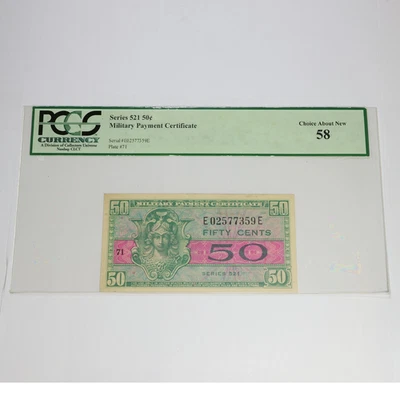 PCGS
CURRENCY
A Division of Collectors Universe
Nasdaq: CLCT
Series 521 50¢
Military Payment Certificate
Serial #E02577359E
Plate #71
Choice About New
58
50 MILITARY PAYMENT CERTIFICATE 50
E02577359E
FIFTY CENTS
71 50
SERIES 521
50 50